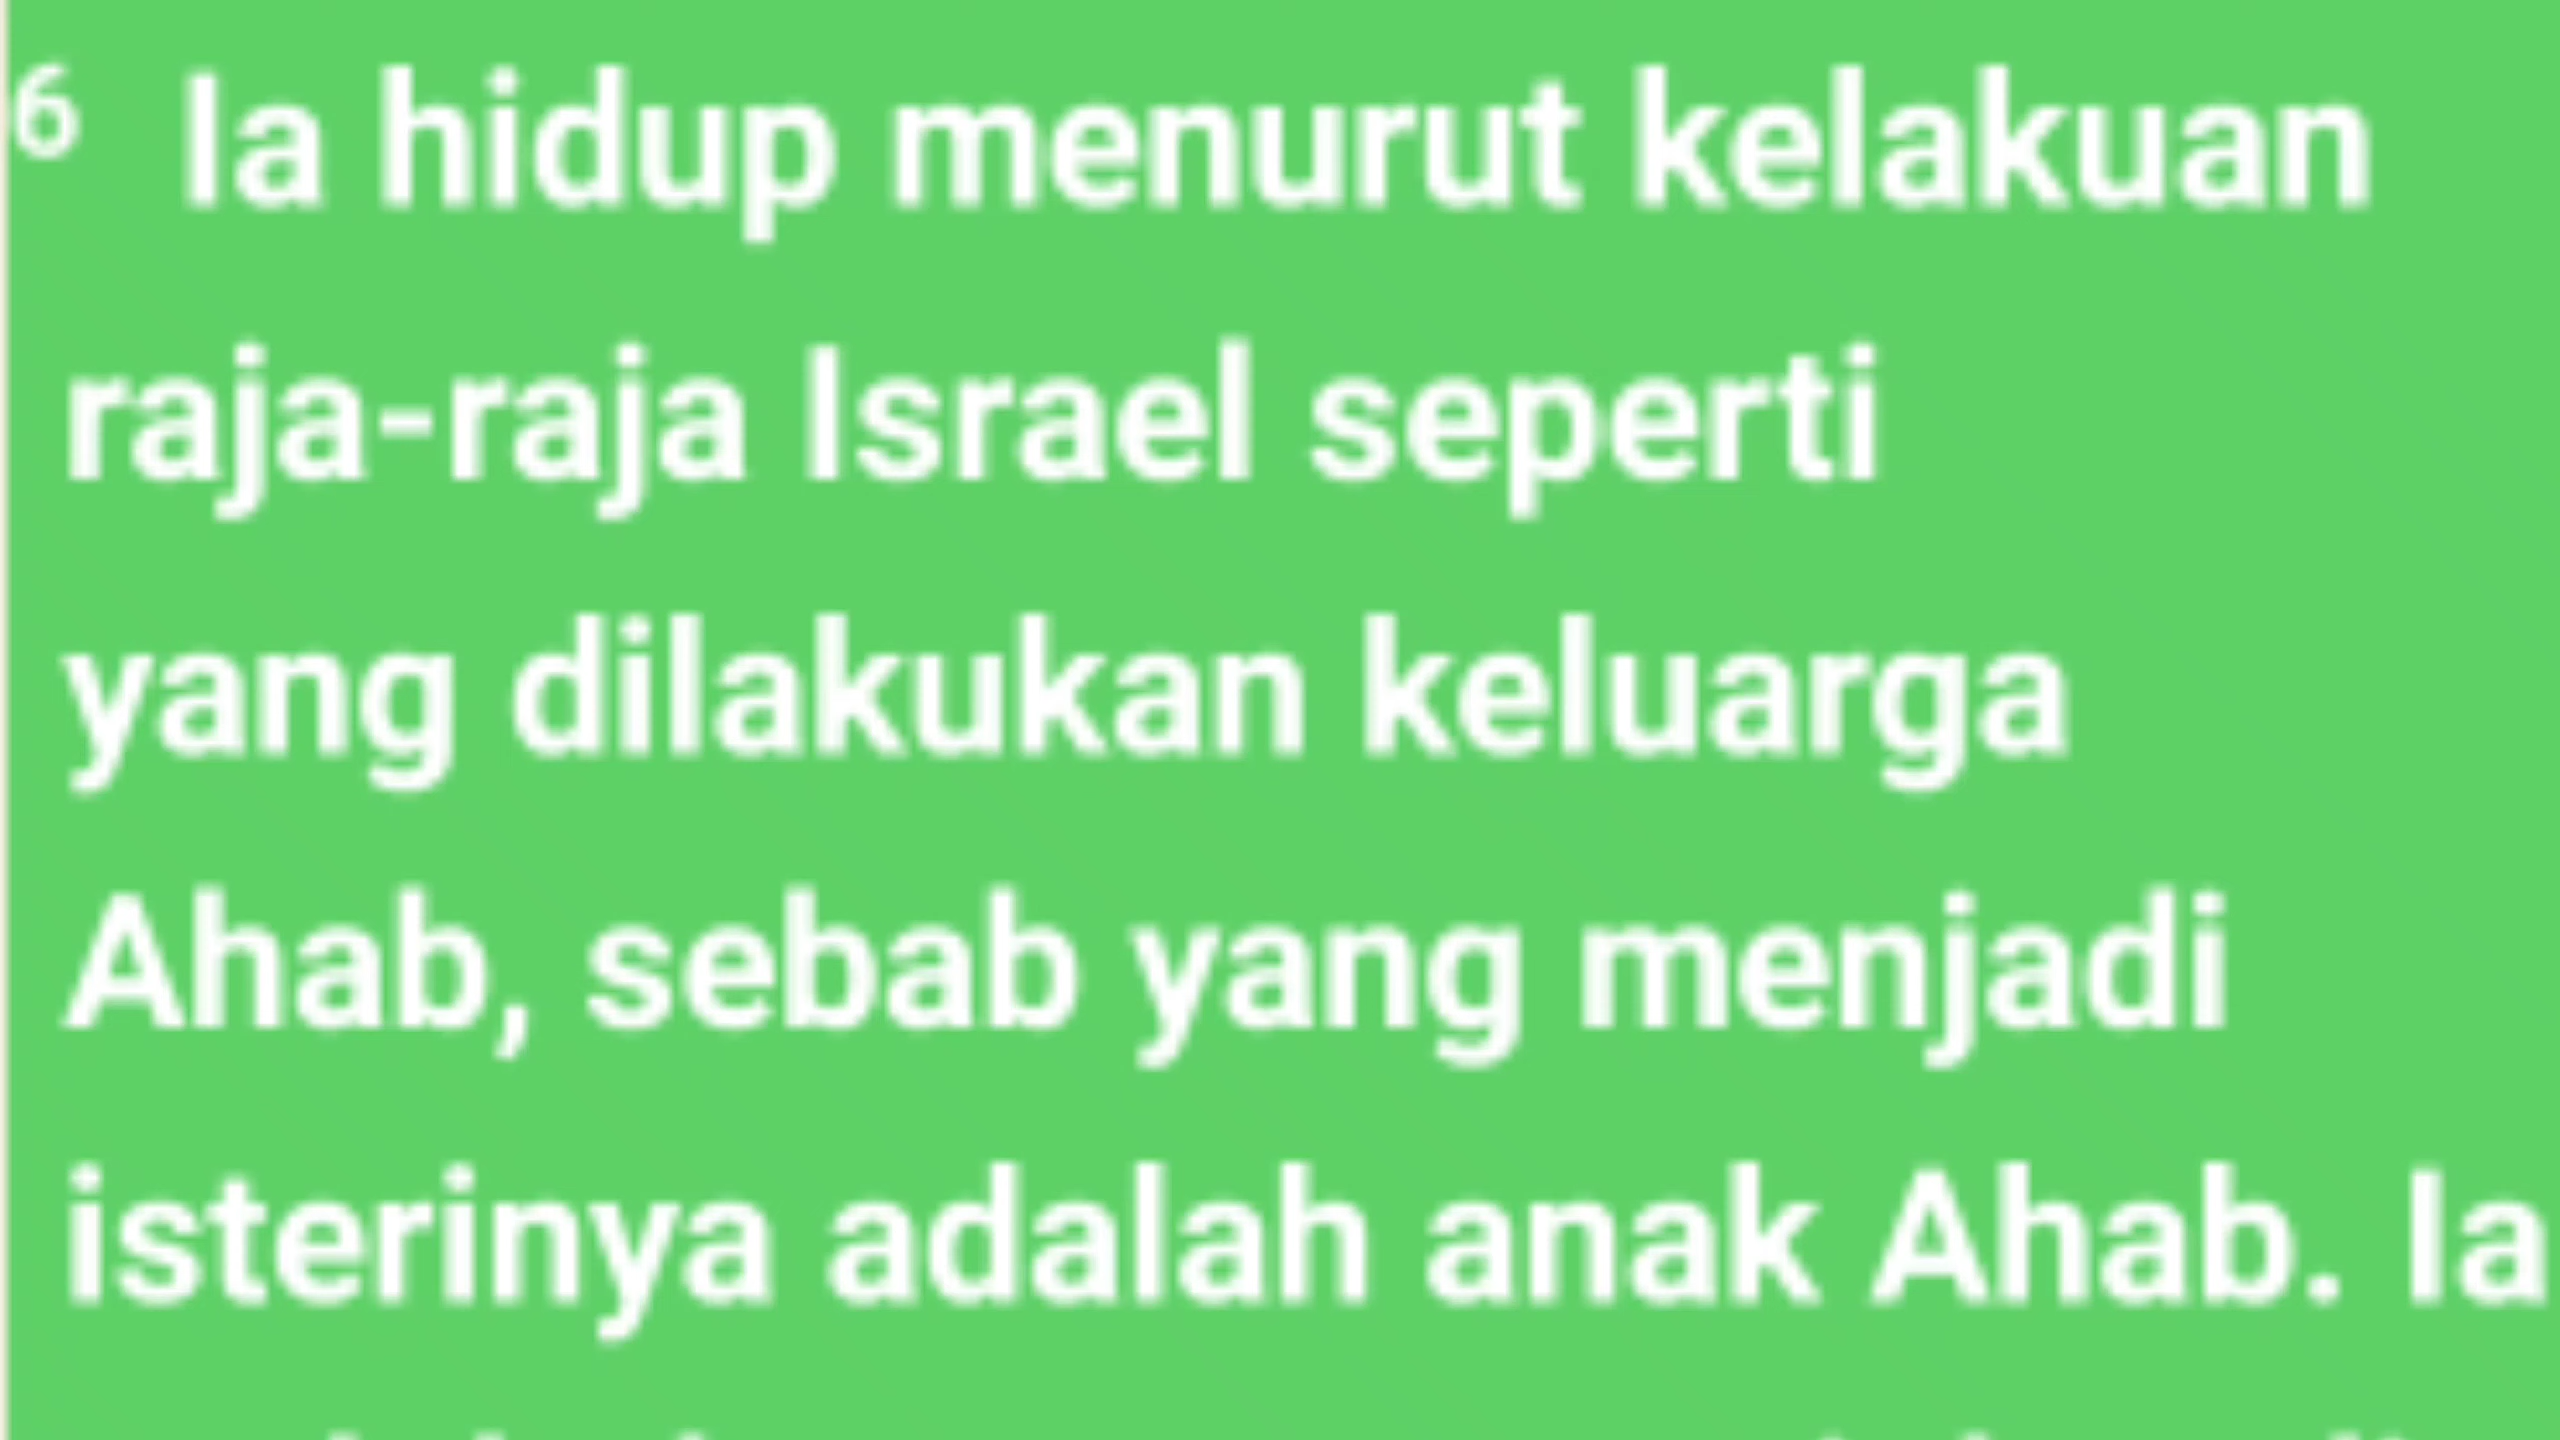 6 Ia hidup menurut kelakuan
raja-raja Israel seperti
yang dilakukan keluarga
Ahab, sebab yang menjadi
isterinya adalah anak Ahab. Ia